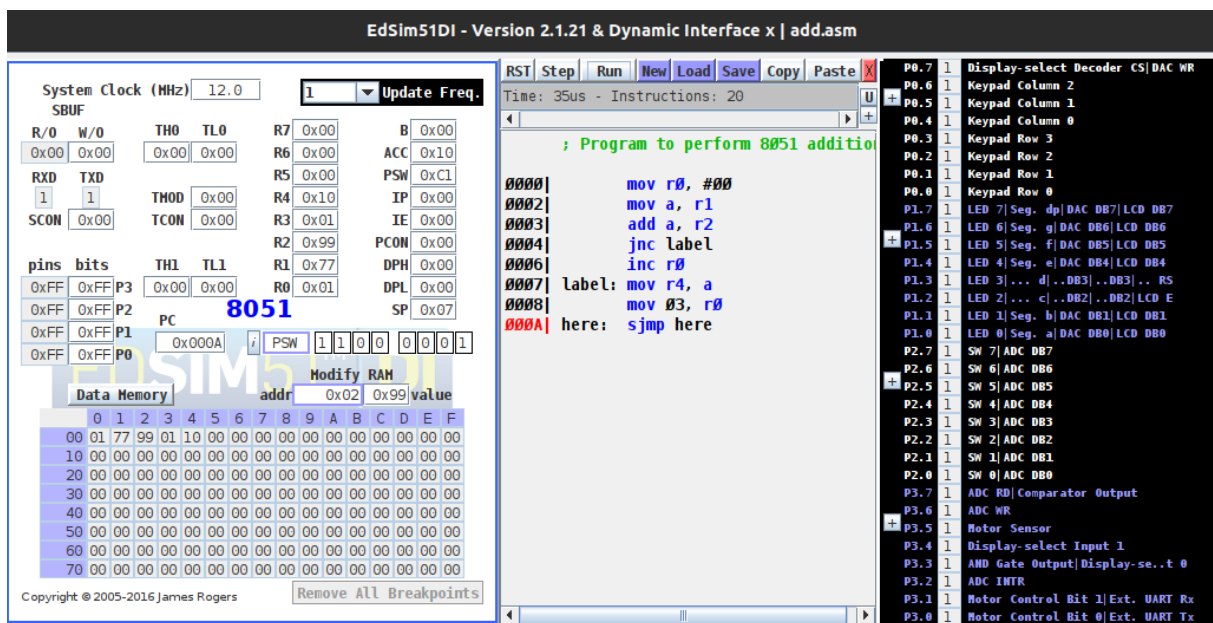 EdSim51DI - Version 2.1.21 & Dynamic Interface x | add.asm
System Clock (MHz) 12.0 1 Update Freq.
SBUF
R/O W/O TH0 TL0 R7 0x00 B 0x00
0x00 0x00 0x00 0x00 R6 0x00 ACC 0x10
RXD TXD R5 0x00 PSW 0xC1
1 1 TMOD 0x00 R4 0x10 IP 0x00
SCON 0x00 TCON 0x00 R3 0x01 IE 0x00
R2 0x99 PCON 0x00
pins bits TH1 TL1 R1 0x77 DPH 0x00
0xFF 0xFF P3 0x00 0x00 R0 0x01 DPL 0x00
0xFF 0xFF P2 8051 SP 0x07
0xFF 0xFF P1 PC
0xFF 0xFF P0 0x000A i PSW 1 1 0 0 0 0 0 1
EDSIM51DI
Modify RAM
Data Memory addr 0x02 0x99 value
0 1 2 3 4 5 6 7 8 9 A B C D E F
00 01 77 99 01 10 00 00 00 00 00 00 00 00 00 00 00
10 00 00 00 00 00 00 00 00 00 00 00 00 00 00 00 00
20 00 00 00 00 00 00 00 00 00 00 00 00 00 00 00 00
30 00 00 00 00 00 00 00 00 00 00 00 00 00 00 00 00
40 00 00 00 00 00 00 00 00 00 00 00 00 00 00 00 00
50 00 00 00 00 00 00 00 00 00 00 00 00 00 00 00 00
60 00 00 00 00 00 00 00 00 00 00 00 00 00 00 00 00
70 00 00 00 00 00 00 00 00 00 00 00 00 00 00 00 00
Copyright © 2005-2016 James Rogers Remove All Breakpoints
RST Step Run New Load Save Copy Paste X
Time: 35us - Instructions: 20 U
+
; Program to perform 8051 additio
0000| mov r0, #00
0002| mov a, r1
0003| add a, r2
0004| jnc label
0006| inc r0
0007| label: mov r4, a
0008| mov 03, r0
000A| here: sjmp here
P0.7 1 Display-select Decoder CS|DAC WR
P0.6 1 Keypad Column 2
+ P0.5 1 Keypad Column 1
P0.4 1 Keypad Column 0
P0.3 1 Keypad Row 3
P0.2 1 Keypad Row 2
P0.1 1 Keypad Row 1
P0.0 1 Keypad Row 0
P1.7 1 LED 7|Seg. dp|DAC DB7|LCD DB7
P1.6 1 LED 6|Seg. g|DAC DB6|LCD DB6
+ P1.5 1 LED 5|Seg. f|DAC DB5|LCD DB5
P1.4 1 LED 4|Seg. e|DAC DB4|LCD DB4
P1.3 1 LED 3|... d|..DB3|..DB3|.. RS
P1.2 1 LED 2|... c|..DB2|..DB2|LCD E
P1.1 1 LED 1|Seg. b|DAC DB1|LCD DB1
P1.0 1 LED 0|Seg. a|DAC DB0|LCD DB0
P2.7 1 SW 7|ADC DB7
P2.6 1 SW 6|ADC DB6
+ P2.5 1 SW 5|ADC DB5
P2.4 1 SW 4|ADC DB4
P2.3 1 SW 3|ADC DB3
P2.2 1 SW 2|ADC DB2
P2.1 1 SW 1|ADC DB1
P2.0 1 SW 0|ADC DB0
P3.7 1 ADC RD|Comparator Output
P3.6 1 ADC WR
+ P3.5 1 Motor Sensor
P3.4 1 Display-select Input 1
P3.3 1 AND Gate Output|Display-se..t 0
P3.2 1 ADC INTR
P3.1 1 Motor Control Bit 1|Ext. UART Rx
P3.0 1 Motor Control Bit 0|Ext. UART Tx